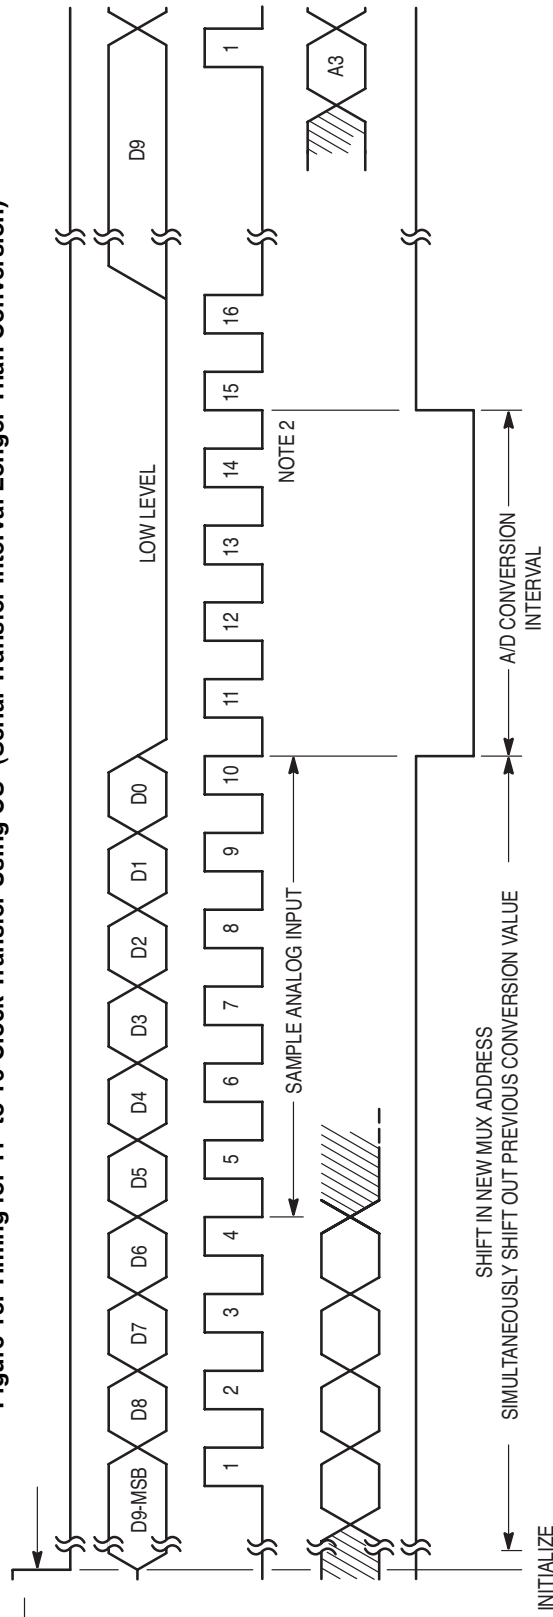 Figure Timing for 11- to 16-Clock Transfer Using CS* (Serial Transfer Interval Longer Than Conversion)
D9-MSB D8 D7 D6 D5 D4 D3 D2 D1 D0 LOW LEVEL D9
1 2 3 4 5 6 7 8 9 10 11 12 13 14 15 16 1
NOTE 2
SAMPLE ANALOG INPUT
A3
SHIFT IN NEW MUX ADDRESS
SIMULTANEOUSLY SHIFT OUT PREVIOUS CONVERSION VALUE
A/D CONVERSION
INTERVAL
INITIALIZE